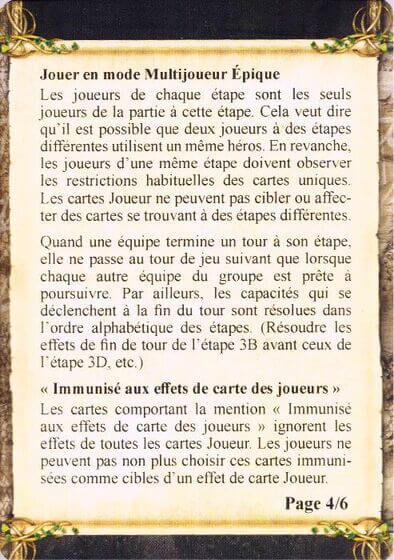 Jouer en mode Multijoueur Épique
Les joueurs de chaque étape sont les seuls
joueurs de la partie à cette étape. Cela veut dire
qu’il est possible que deux joueurs à des étapes
différentes utilisent un même héros. En revanche,
les joueurs d’une même étape doivent observer
les restrictions habituelles des cartes uniques.
Les cartes Joueur ne peuvent pas cibler ou affec-
ter des cartes se trouvant à des étapes différentes.
Quand une équipe termine un tour à son étape,
elle ne passe au tour de jeu suivant que lorsque
chaque autre équipe du groupe est prête à
poursuivre. Par ailleurs, les capacités qui se
déclenchent à la fin du tour sont résolues dans
l’ordre alphabétique des étapes. (Résoudre les
effets de fin de tour de l’étape 3B avant ceux de
l’étape 3D, etc.)
« Immunisé aux effets de carte des joueurs »
Les cartes comportant la mention « Immunisé
aux effets de carte des joueurs » ignorent les
effets de toutes les cartes Joueur. Les joueurs ne
peuvent pas non plus choisir ces cartes immuni-
sées comme cibles d’un effet de carte Joueur.
Page 4/6